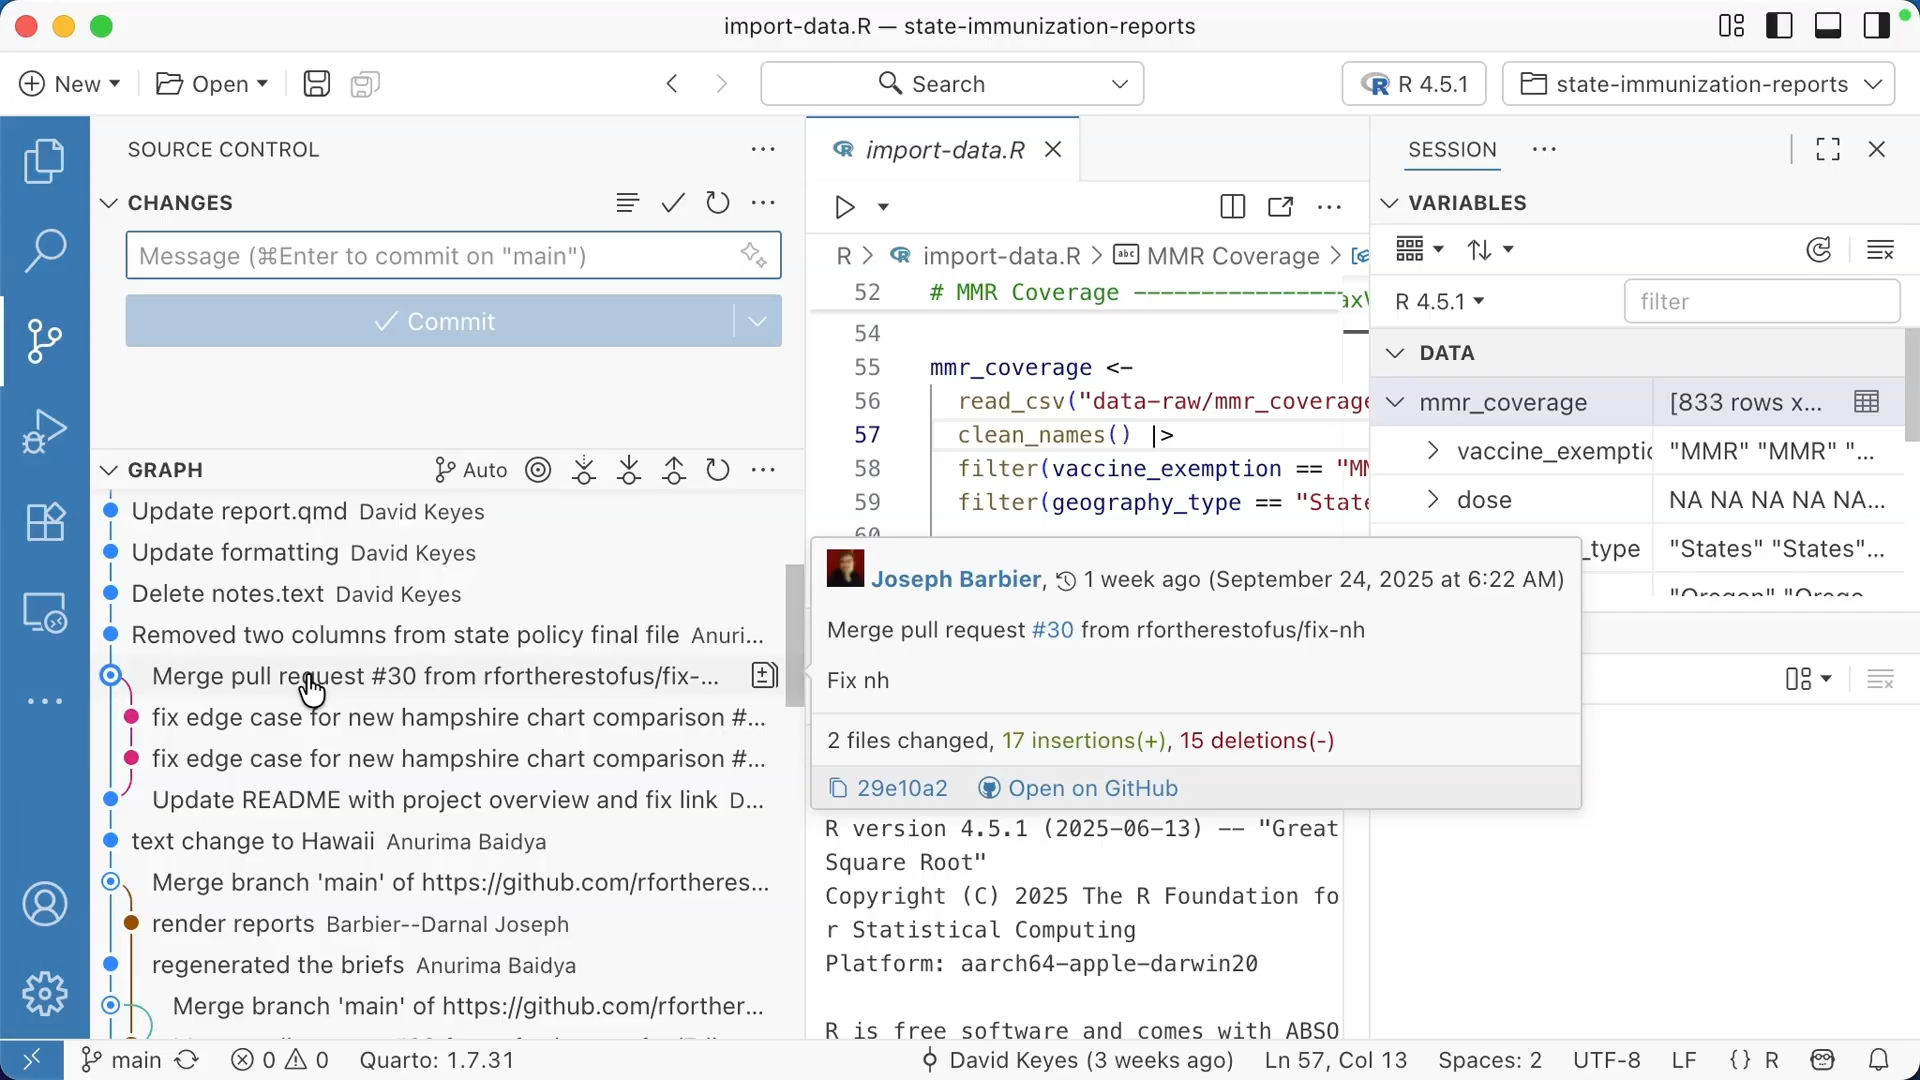 import-data.R — state-immunization-reports
New
Open
Search
R 4.5.1
state-immunization-reports
SOURCE CONTROL
CHANGES
Message (⌘Enter to commit on "main")
Commit
GRAPH
Auto
Update report.qmd David Keyes
Update formatting David Keyes
Delete notes.text David Keyes
Removed two columns from state policy final file Anuri...
Merge pull request #30 from rfortherestofus/fix-...
fix edge case for new hampshire chart comparison #...
fix edge case for new hampshire chart comparison #...
Update README with project overview and fix link D...
text change to Hawaii Anurima Baidya
Merge branch 'main' of https://github.com/rfortheres...
render reports Barbier--Darnal Joseph
regenerated the briefs Anurima Baidya
Merge branch 'main' of https://github.com/rforther...
import-data.R
R > import-data.R > MMR Coverage >
52 # MMR Coverage ----------------
54
55 mmr_coverage <-
56 read_csv("data-raw/mmr_coverage
57 clean_names() |>
58 filter(vaccine_exemption == "MM
59 filter(geography_type == "State
60
Joseph Barbier, 1 week ago (September 24, 2025 at 6:22 AM)
Merge pull request #30 from rfortherestofus/fix-nh
Fix nh
2 files changed, 17 insertions(+), 15 deletions(-)
29e10a2 Open on GitHub
R version 4.5.1 (2025-06-13) -- "Great
Square Root"
Copyright (C) 2025 The R Foundation fo
r Statistical Computing
Platform: aarch64-apple-darwin20
R is free software and comes with ABSO
SESSION
VARIABLES
R 4.5.1
filter
DATA
mmr_coverage [833 rows x...
vaccine_exemptic "MMR" "MMR" "...
dose NA NA NA NA NA...
_type "States" "States"...
"Oregon" "Orego
main
0 0
Quarto: 1.7.31
David Keyes (3 weeks ago)
Ln 57, Col 13
Spaces: 2
UTF-8
LF
{} R